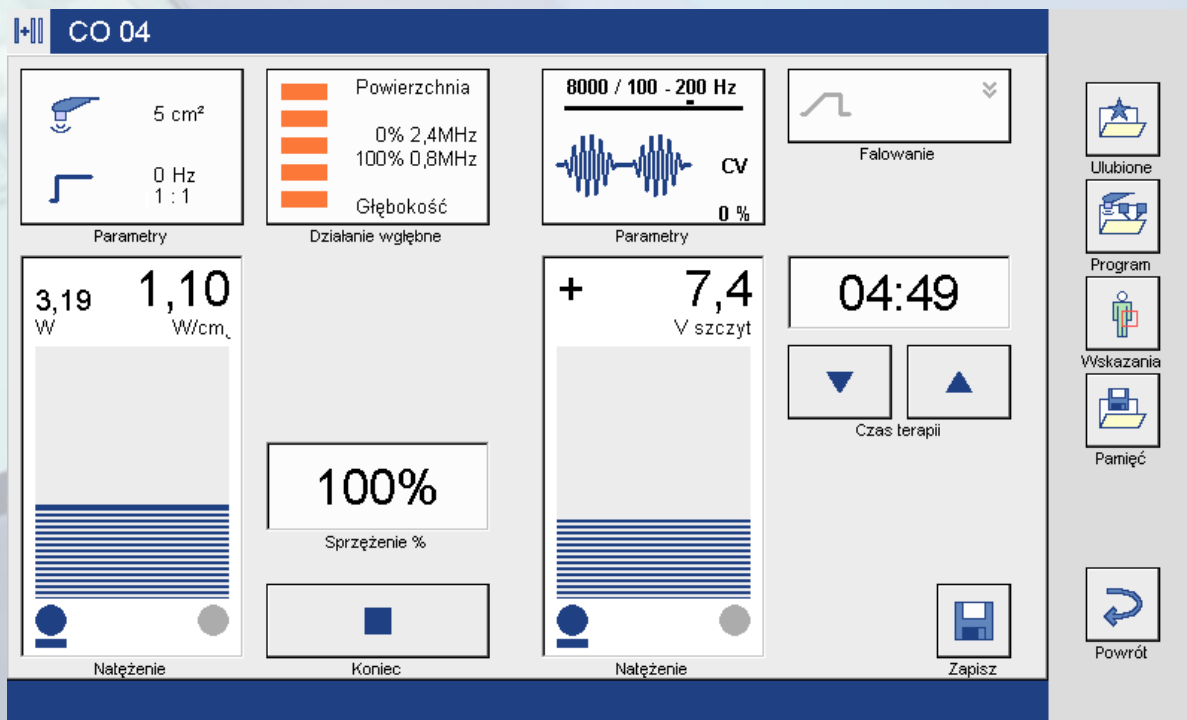 CO 04
5 cm²
0 Hz
1 : 1
Parametry
Powierzchnia
0% 2,4MHz
100% 0,8MHz
Głębokość
Działanie wgłębne
8000 / 100 - 200 Hz
CV
0 %
Parametry
Falowanie
3,19
W
1,10
W/cm˛
Natężenie
100%
Sprzężenie %
Koniec
+ 7,4
V szczyt
Natężenie
04:49
Czas terapii
Zapisz
Ulubione
Program
Wskazania
Pamięć
Powrót